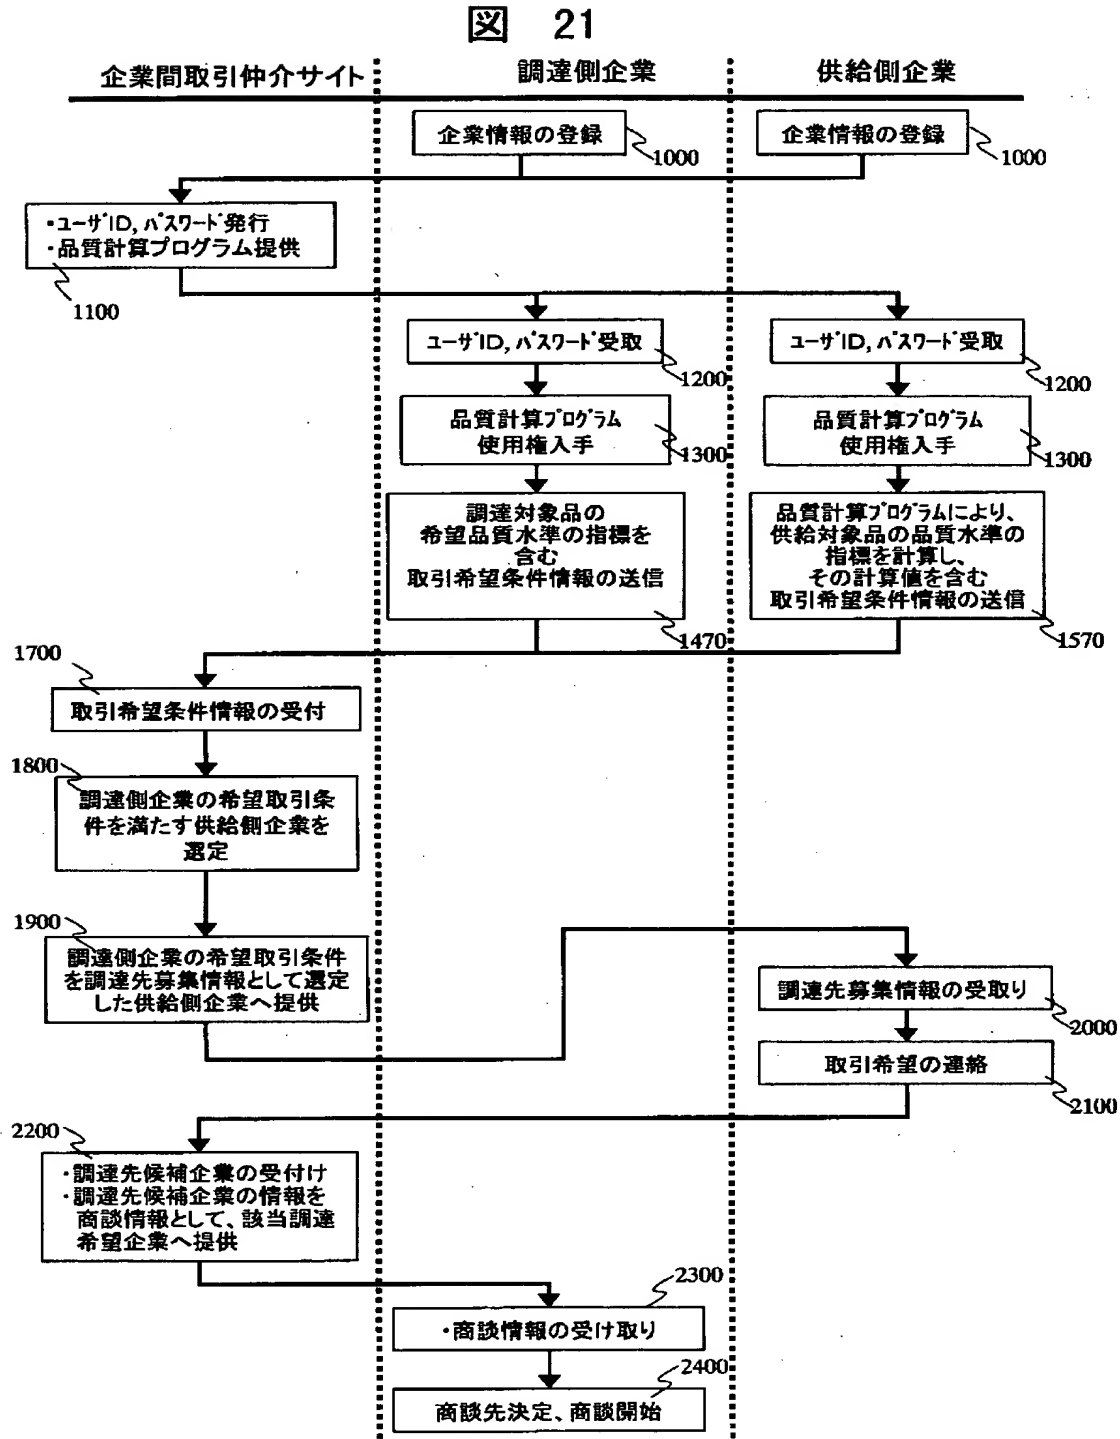 図 21
企業間取引仲介サイト
調達側企業
供給側企業
企業情報の登録
1000
企業情報の登録
1000
・ユーザID,パスワード発行
・品質計算プログラム提供
1100
ユーザID,パスワード受取
1200
ユーザID,パスワード受取
1200
品質計算プログラム
使用権入手
1300
品質計算プログラム
使用権入手
1300
調達対象品の
希望品質水準の指標を
含む
取引希望条件情報の送信
1470
品質計算プログラムにより、
供給対象品の品質水準の
指標を計算し、
その計算値を含む
取引希望条件情報の送信
1570
1700
取引希望条件情報の受付
1800
調達側企業の希望取引条
件を満たす供給側企業を
選定
1900
調達側企業の希望取引条件
を調達先募集情報として選定
した供給側企業へ提供
調達先募集情報の受取り
2000
取引希望の連絡
2100
2200
・調達先候補企業の受付け
・調達先候補企業の情報を
商談情報として、該当調達
希望企業へ提供
2300
・商談情報の受け取り
2400
商談先決定、商談開始